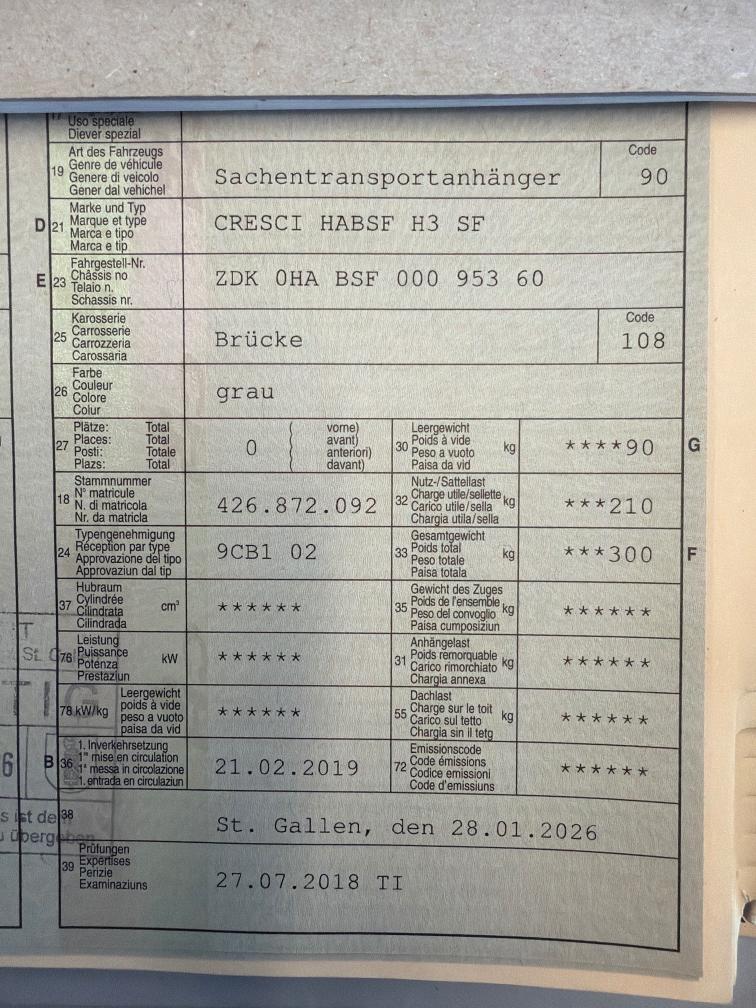 17 Uso speciale
Diever spezial
Art des Fahrzeugs
19 Genre de véhicule
Genere di veicolo
Gener dal vehichel
Sachentransportanhänger
Code
90
D 21 Marke und Typ
Marque et type
Marca e tipo
Marca e tip
CRESCI HABSF H3 SF
E 23 Fahrgestell-Nr.
Châssis no
Telaio n.
Schassis nr.
ZDK 0HA BSF 000 953 60
25 Karosserie
Carrosserie
Carrozzeria
Carossaria
Brücke
Code
108
26 Farbe
Couleur
Colore
Colur
grau
27 Plätze: Total
Places: Total
Posti: Totale
Plazs: Total
0
vorne)
avant)
anteriori)
davant)
30 Leergewicht
Poids à vide
Peso a vuoto
Paisa da vid
kg
****90
G
18 Stammnummer
N° matricule
N. di matricola
Nr. da matricla
426.872.092
32 Nutz-/Sattellast
Charge utile/sellette
Carico utile/sella
Chargia utila/sella
kg
***210
24 Typengenehmigung
Réception par type
Approvazione del tipo
Approvaziun dal tip
9CB1 02
33 Gesamtgewicht
Poids total
Peso totale
Paisa totala
kg
***300
F
37 Hubraum
Cylindrée
Cilindrata
Cilindrada
cm³
******
35 Gewicht des Zuges
Poids de l'ensemble
Peso del convoglio
Paisa cumposiziun
kg
******
76 Leistung
Puissance
Potenza
Prestaziun
kW
******
31 Anhängelast
Poids remorquable
Carico rimorchiato
Chargia annexa
kg
******
78 kW/kg
Leergewicht
poids à vide
peso a vuoto
paisa da vid
******
55 Dachlast
Charge sur le toit
Carico sul tetto
Chargia sin il tetg
kg
******
B 36 1. Inverkehrsetzung
1re mise en circulation
1a messa in circolazione
1. entrada en circulaziun
21.02.2019
72 Emissionscode
Code émissions
Codice emissioni
Code d'emissiuns
******
38
St. Gallen, den 28.01.2026
39 Prüfungen
Expertises
Perizie
Examinaziuns
27.07.2018 TI